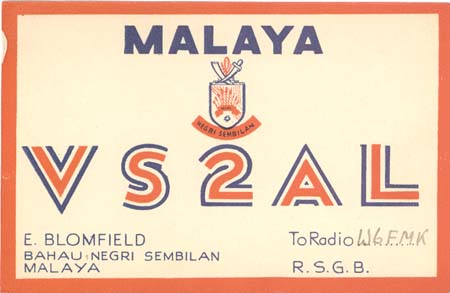 MALAYA
NEGRI SEMBILAN
VS2AL
E. BLOMFIELD
BAHAU: NEGRI SEMBILAN
MALAYA
To Radio W6FMK
R.S.G.B.